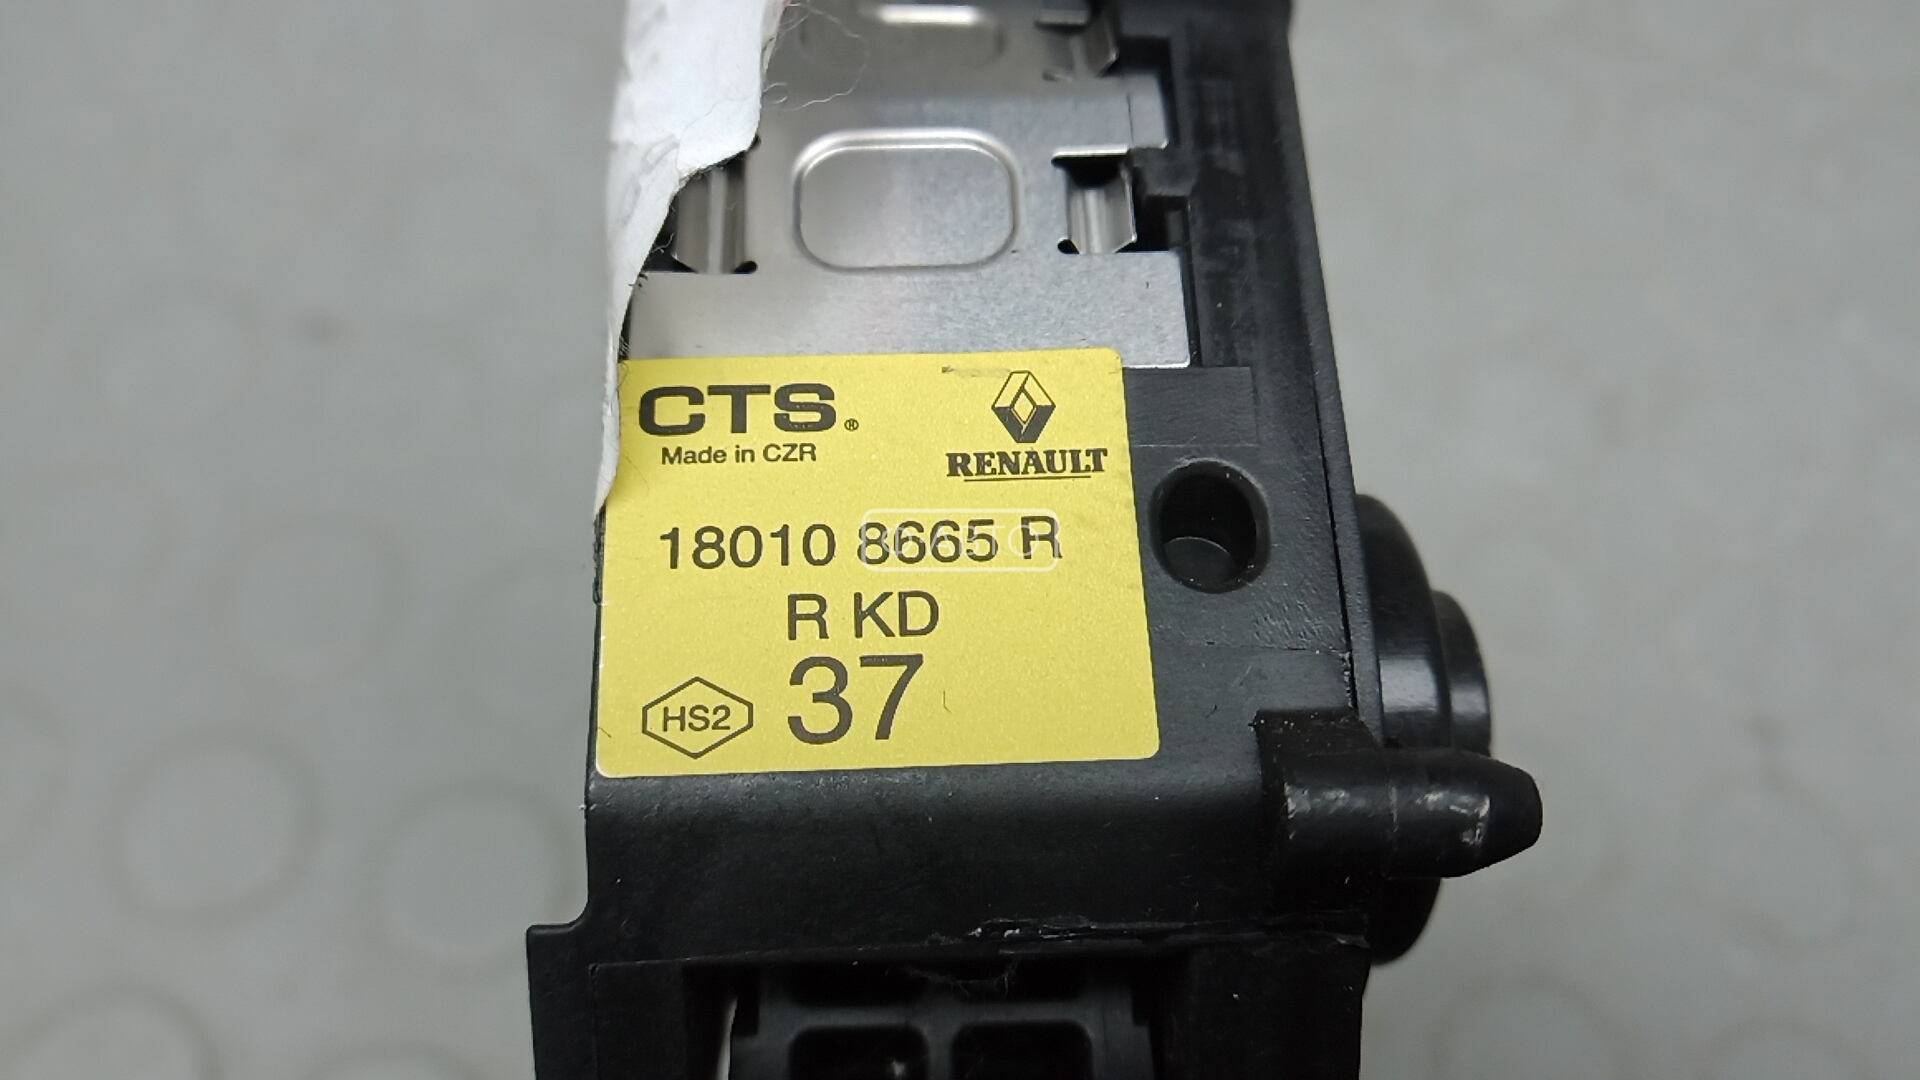 CTS®
Made in CZR
RENAULT
18010 8665 R
R KD
37
HS2